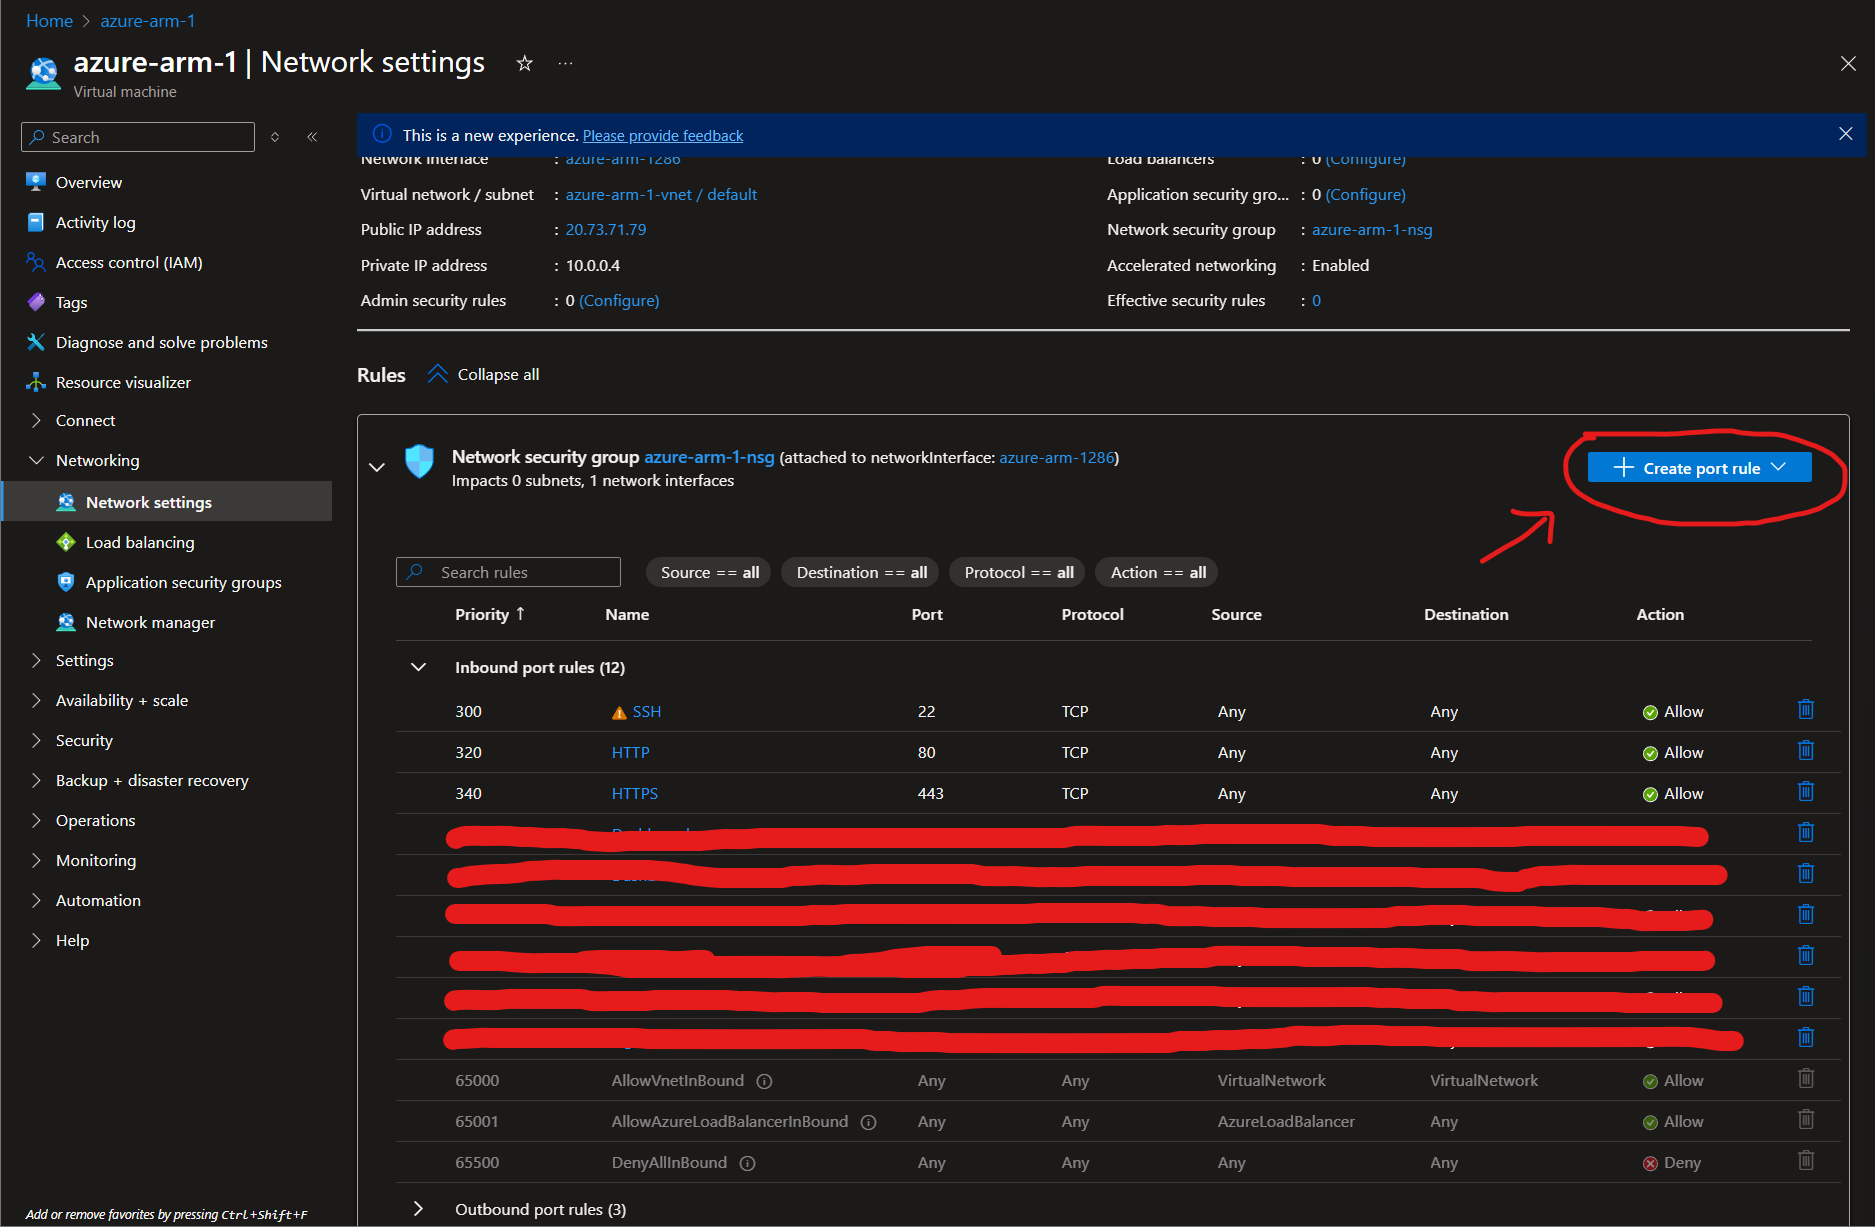 Home > azure-arm-1
azure-arm-1 | Network settings
Virtual machine
Search
This is a new experience. Please provide feedback
Overview
Activity log
Access control (IAM)
Tags
Diagnose and solve problems
Resource visualizer
Connect
Networking
Network settings
Load balancing
Application security groups
Network manager
Settings
Availability + scale
Security
Backup + disaster recovery
Operations
Monitoring
Automation
Help
Add or remove favorites by pressing Ctrl+Shift+F
Network interface : azure-arm-1286
Virtual network / subnet : azure-arm-1-vnet / default
Public IP address : 20.73.71.79
Private IP address : 10.0.0.4
Admin security rules : 0 (Configure)
Load balancers : 0 (Configure)
Application security gro... : 0 (Configure)
Network security group : azure-arm-1-nsg
Accelerated networking : Enabled
Effective security rules : 0
Rules Collapse all
Network security group azure-arm-1-nsg (attached to networkInterface: azure-arm-1286)
Impacts 0 subnets, 1 network interfaces
+ Create port rule
Search rules Source == all Destination == all Protocol == all Action == all
Priority ↑ Name Port Protocol Source Destination Action
Inbound port rules (12)
300 SSH 22 TCP Any Any Allow
320 HTTP 80 TCP Any Any Allow
340 HTTPS 443 TCP Any Any Allow
65000 AllowVnetInBound Any Any VirtualNetwork VirtualNetwork Allow
65001 AllowAzureLoadBalancerInBound Any Any AzureLoadBalancer Any Allow
65500 DenyAllInBound Any Any Any Any Deny
Outbound port rules (3)